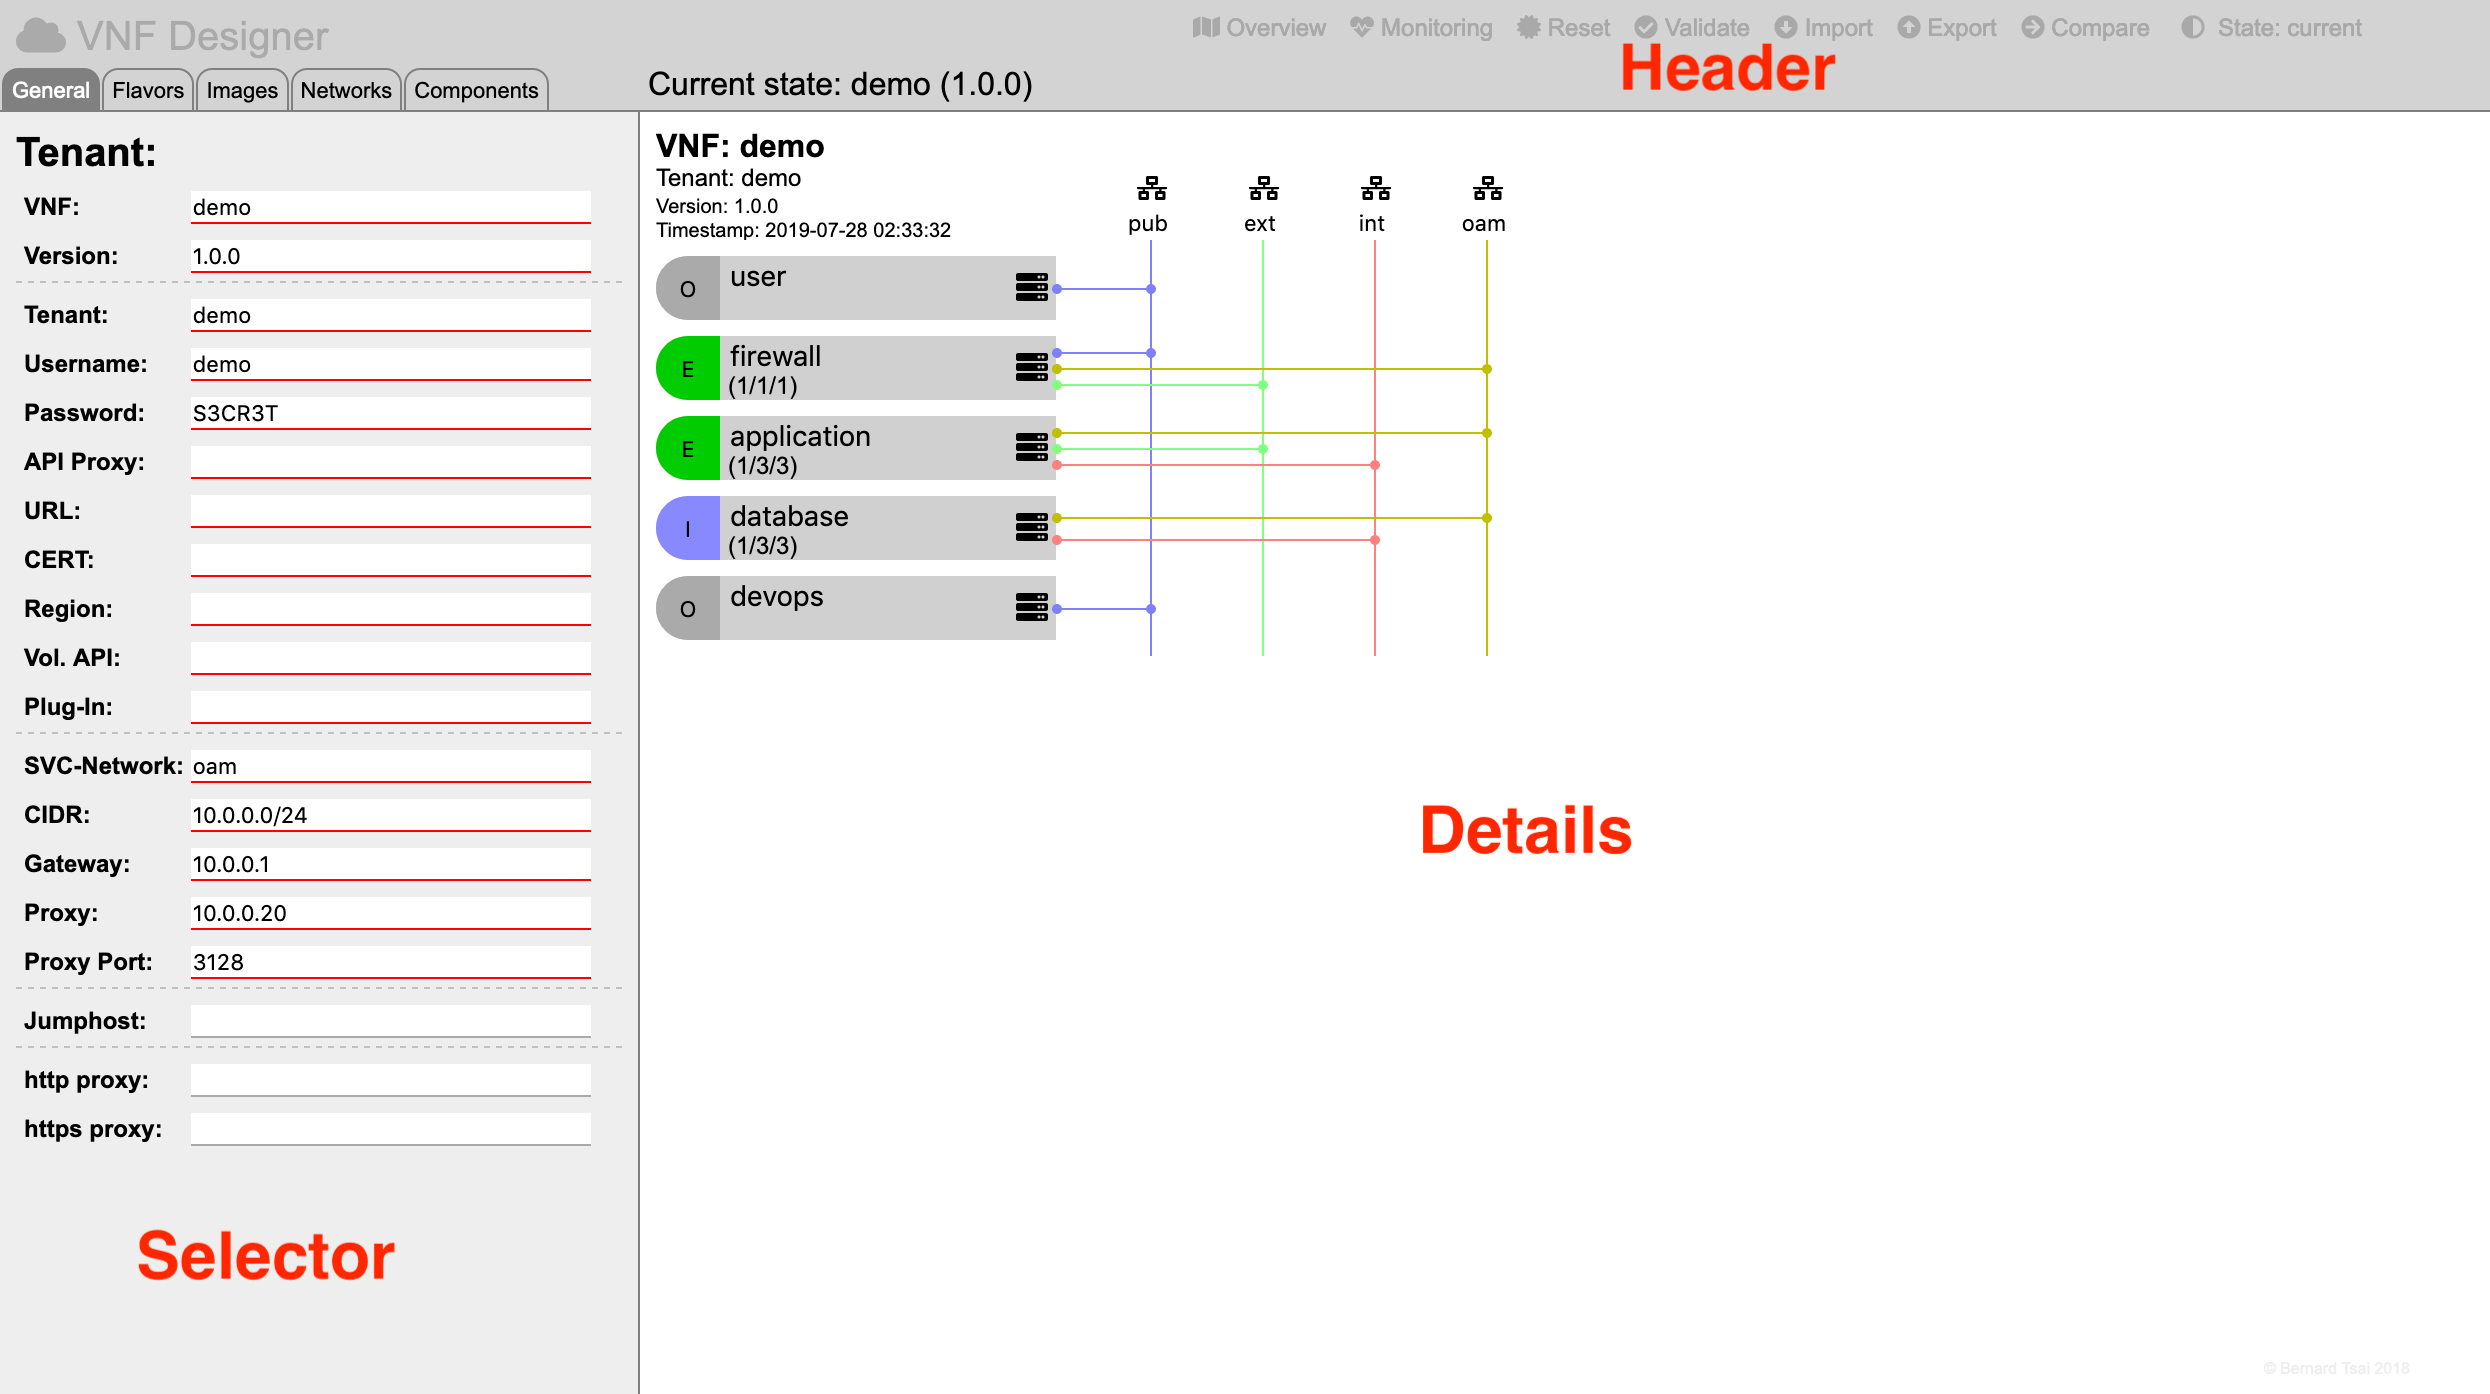 VNF Designer
Overview Monitoring Reset Validate Import Export Compare State: current
Header
General Flavors Images Networks Components
Current state: demo (1.0.0)
Tenant:
VNF: demo
Version: 1.0.0
Tenant: demo
Username: demo
Password: S3CR3T
API Proxy:
URL:
CERT:
Region:
Vol. API:
Plug-In:
SVC-Network: oam
CIDR: 10.0.0.0/24
Gateway: 10.0.0.1
Proxy: 10.0.0.20
Proxy Port: 3128
Jumphost:
http proxy:
https proxy:
Selector
VNF: demo
Tenant: demo
Version: 1.0.0
Timestamp: 2019-07-28 02:33:32
pub ext int oam
O user
E firewall
(1/1/1)
E application
(1/3/3)
I database
(1/3/3)
O devops
Details
© Bernard Tsai 2018